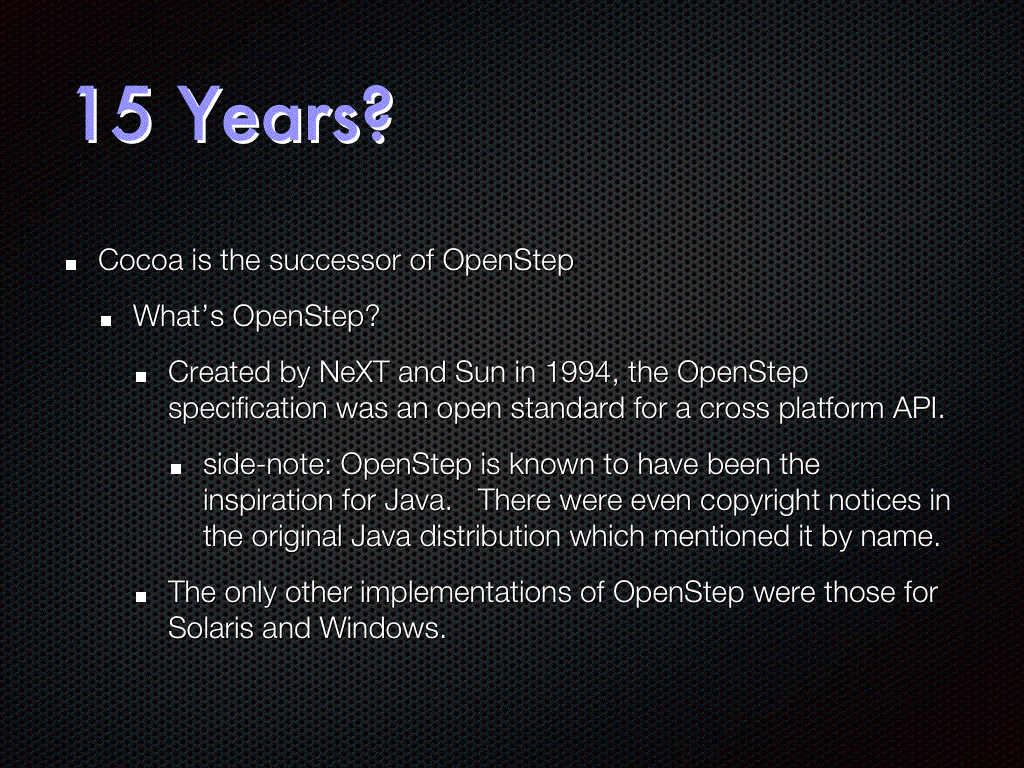 15 Years?
Cocoa is the successor of OpenStep
What’s OpenStep?
Created by NeXT and Sun in 1994, the OpenStep
specification was an open standard for a cross platform API.
side-note: OpenStep is known to have been the
inspiration for Java.   There were even copyright notices in
the original Java distribution which mentioned it by name.
The only other implementations of OpenStep were those for
Solaris and Windows.